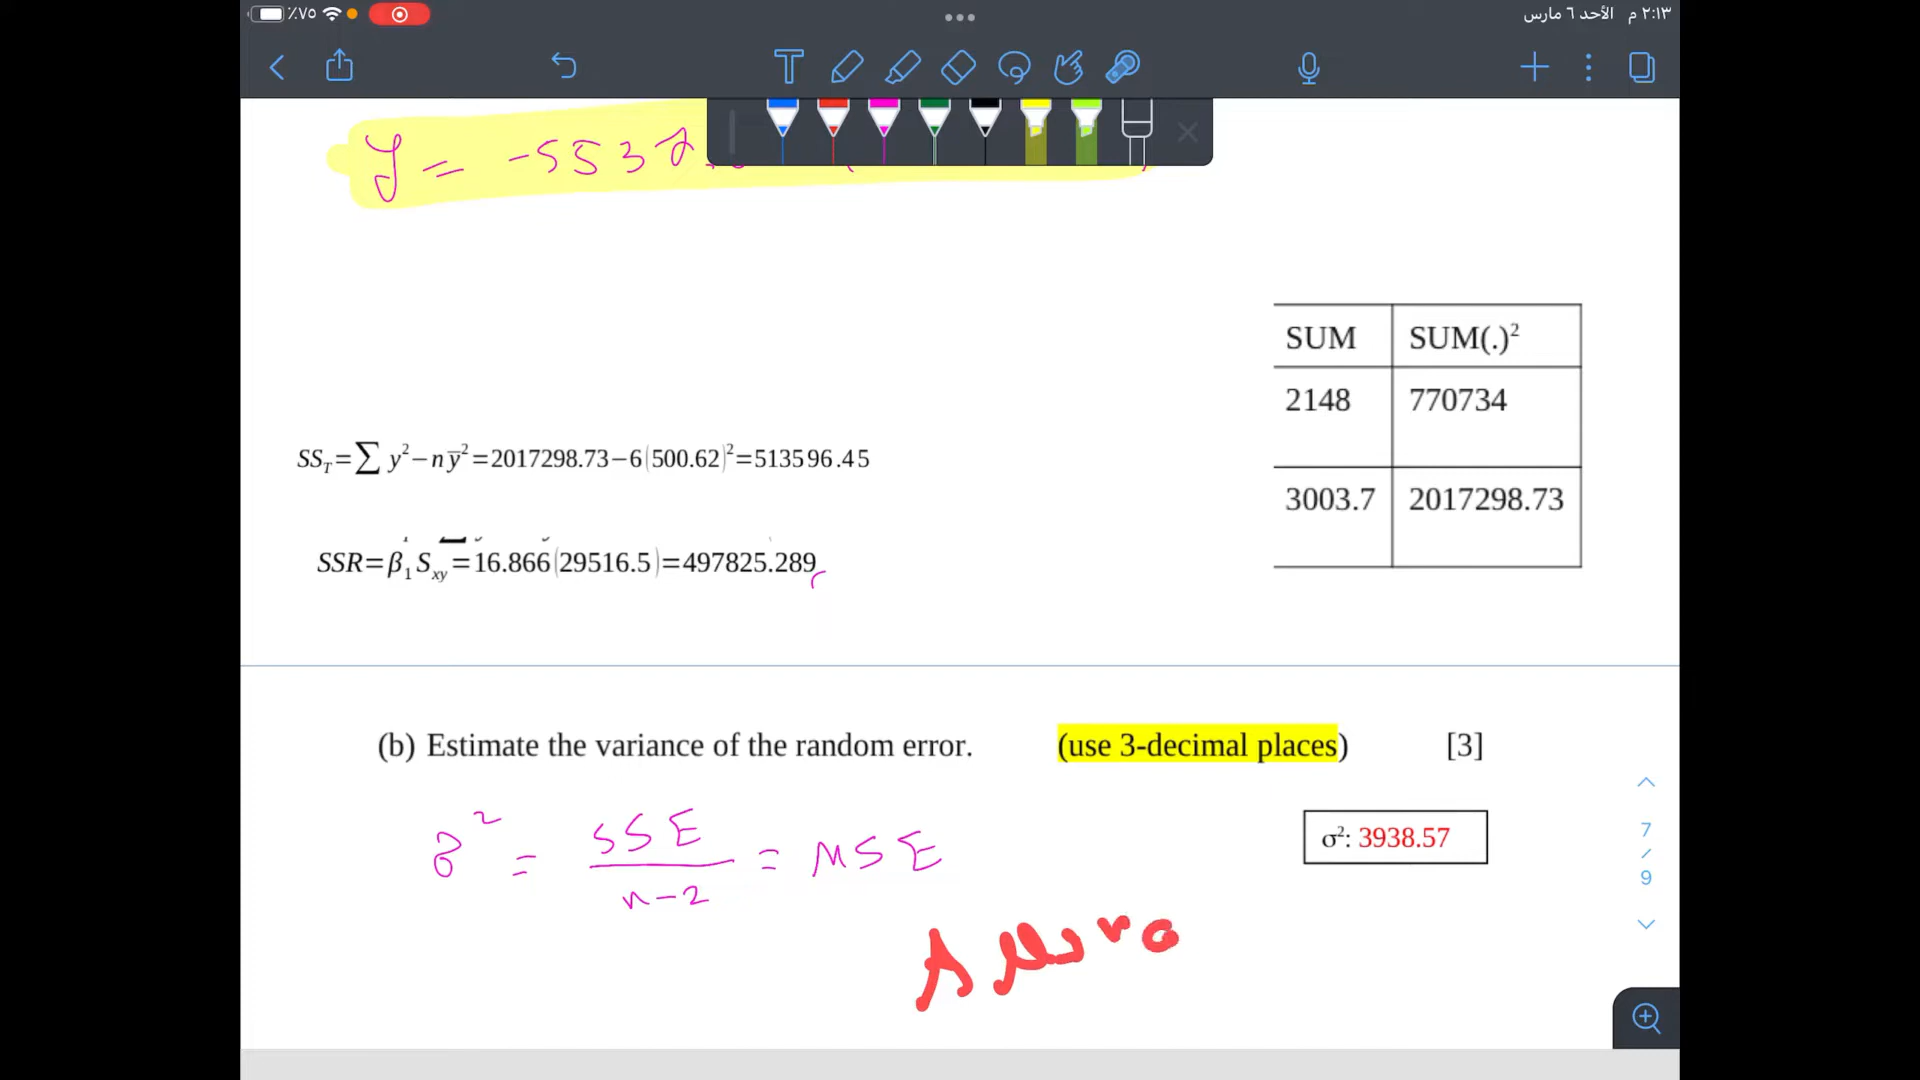 ٪٧٥
٢:١٣ م الأحد ٦ مارس
y = -5537
SUM SUM(.)²
2148 770734
3003.7 2017298.73
SS_T=∑ y²−n y̅²=2017298.73−6(500.62)²=513596.45
SSR=β₁ S_xy=16.866(29516.5)=497825.289
(b) Estimate the variance of the random error. (use 3-decimal places) [3]
σ̂² = SSE / n-2 = MSE
σ²: 3938.57
7
/
9